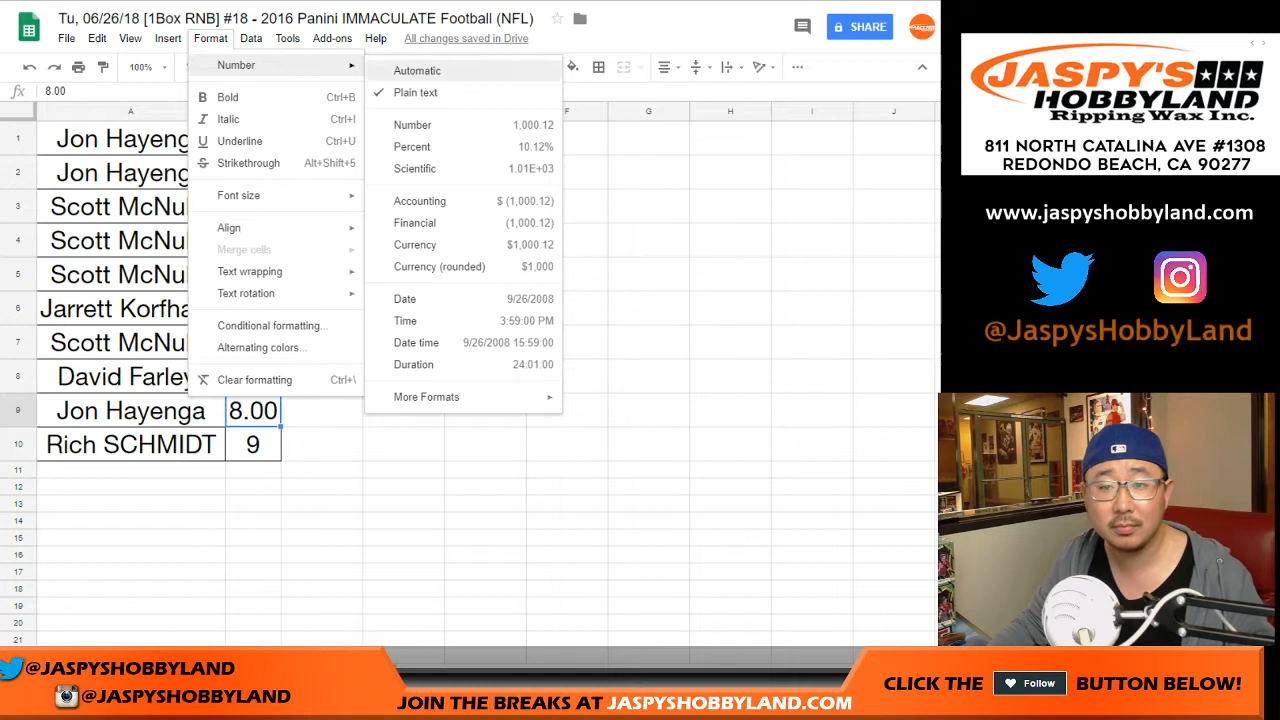 Tu, 06/26/18 [1Box RNB] #18 - 2016 Panini IMMACULATE Football (NFL)
File Edit View Insert Format Data Tools Add-ons Help All changes saved in Drive
SHARE
100%
fx 8.00
A F G H I J
1 Jon Hayeng
2 Jon Hayeng
3 Scott McNul
4 Scott McNul
5 Scott McNul
6 Jarrett Korfha
7 Scott McNul
8 David Farley
9 Jon Hayenga 8.00
10 Rich SCHMIDT 9
11
12
13
14
15
16
17
18
19
20
21
Number
Bold Ctrl+B
Italic Ctrl+I
Underline Ctrl+U
Strikethrough Alt+Shift+5
Font size
Align
Merge cells
Text wrapping
Text rotation
Conditional formatting...
Alternating colors...
Clear formatting Ctrl+\
Automatic
Plain text
Number 1,000.12
Percent 10.12%
Scientific 1.01E+03
Accounting $ (1,000.12)
Financial (1,000.12)
Currency $1,000.12
Currency (rounded) $1,000
Date 9/26/2008
Time 3:59:00 PM
Date time 9/26/2008 15:59:00
Duration 24:01:00
More Formats
JASPY'S
HOBBYLAND
Ripping Wax Inc.
811 NORTH CATALINA AVE #1308
REDONDO BEACH, CA 90277
www.jaspyshobbyland.com
@JaspysHobbyLand
@JASPYSHOBBYLAND
@JASPYSHOBBYLAND
JOIN THE BREAKS AT JASPYSHOBBYLAND.COM
CLICK THE Follow BUTTON BELOW!